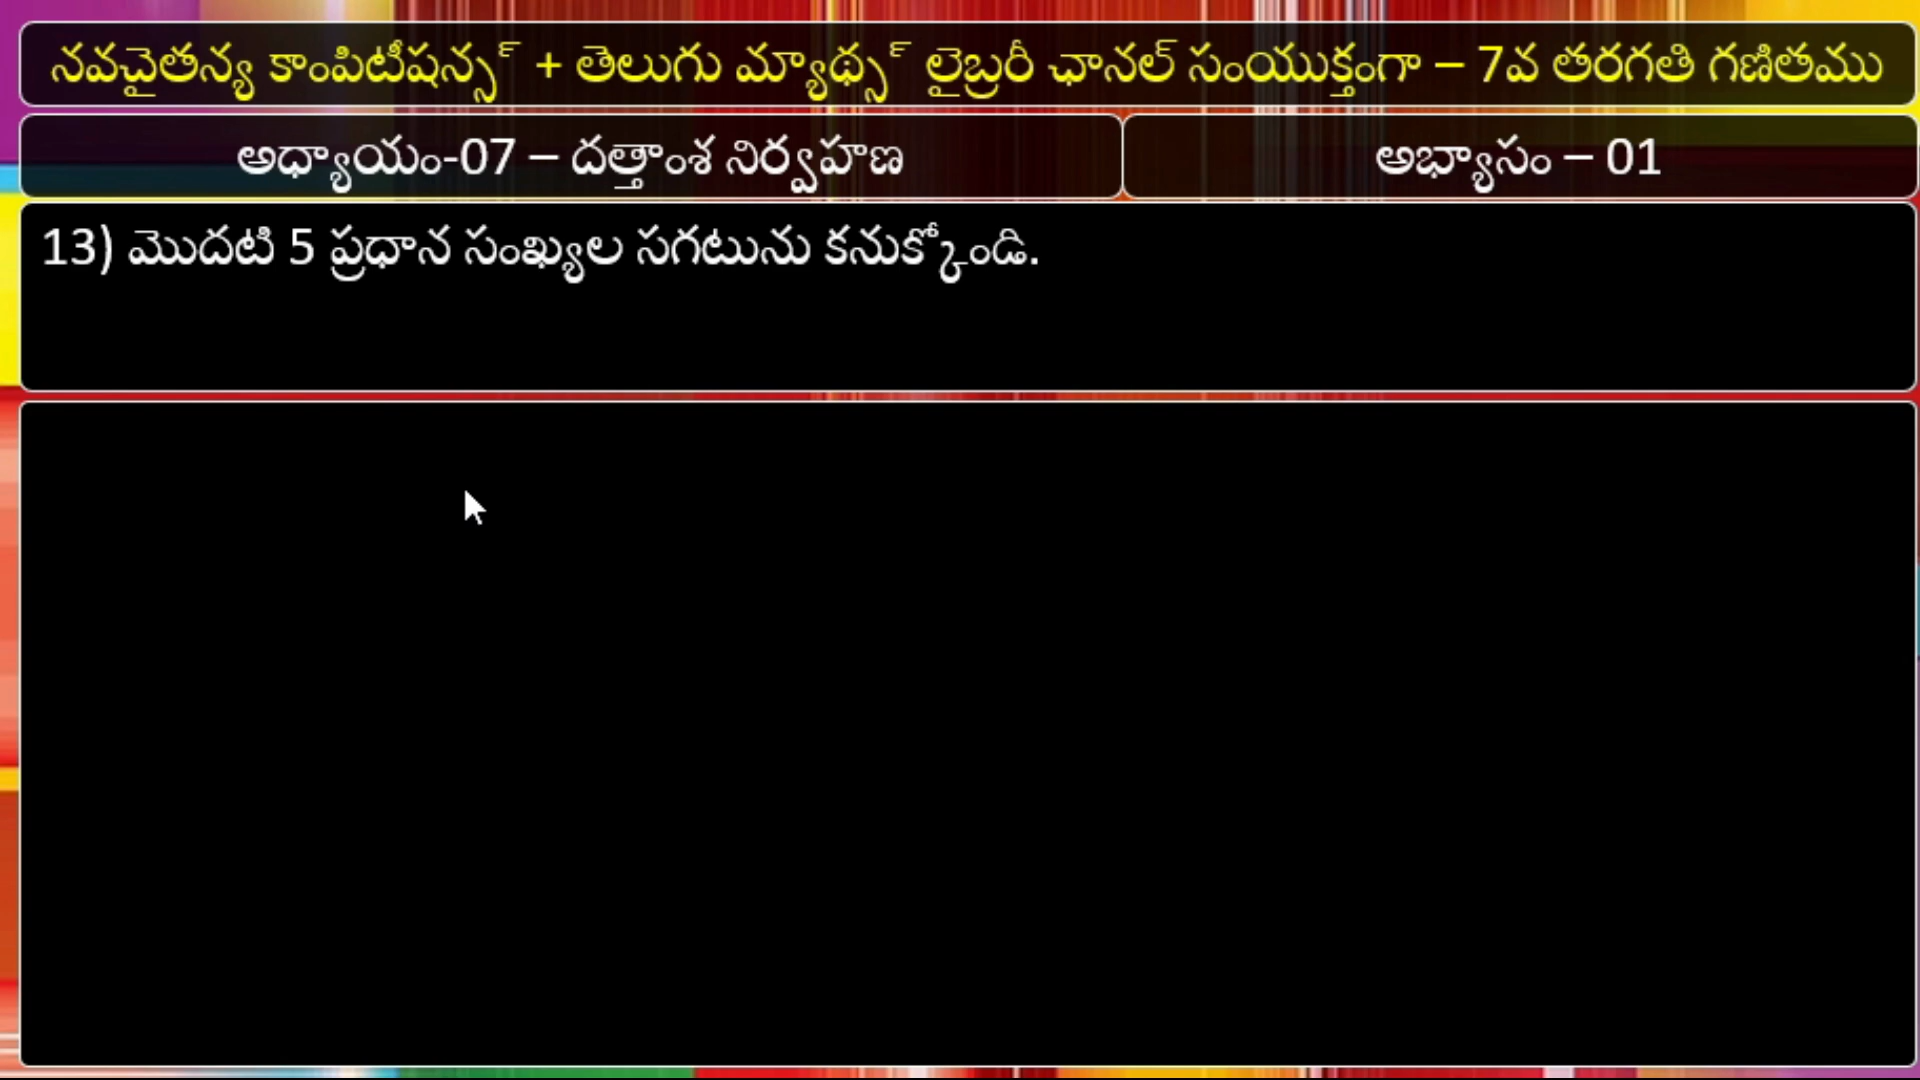 నవచైతన్య కాంపిటీషన్స్ + తెలుగు మ్యాథ్స్ లైబ్రరీ ఛానల్ సంయుక్తంగా – 7వ తరగతి గణితము
అధ్యాయం-07 – దత్తాంశ నిర్వహణ
అభ్యాసం – 01
13) మొదటి 5 ప్రధాన సంఖ్యల సగటును కనుక్కోండి.